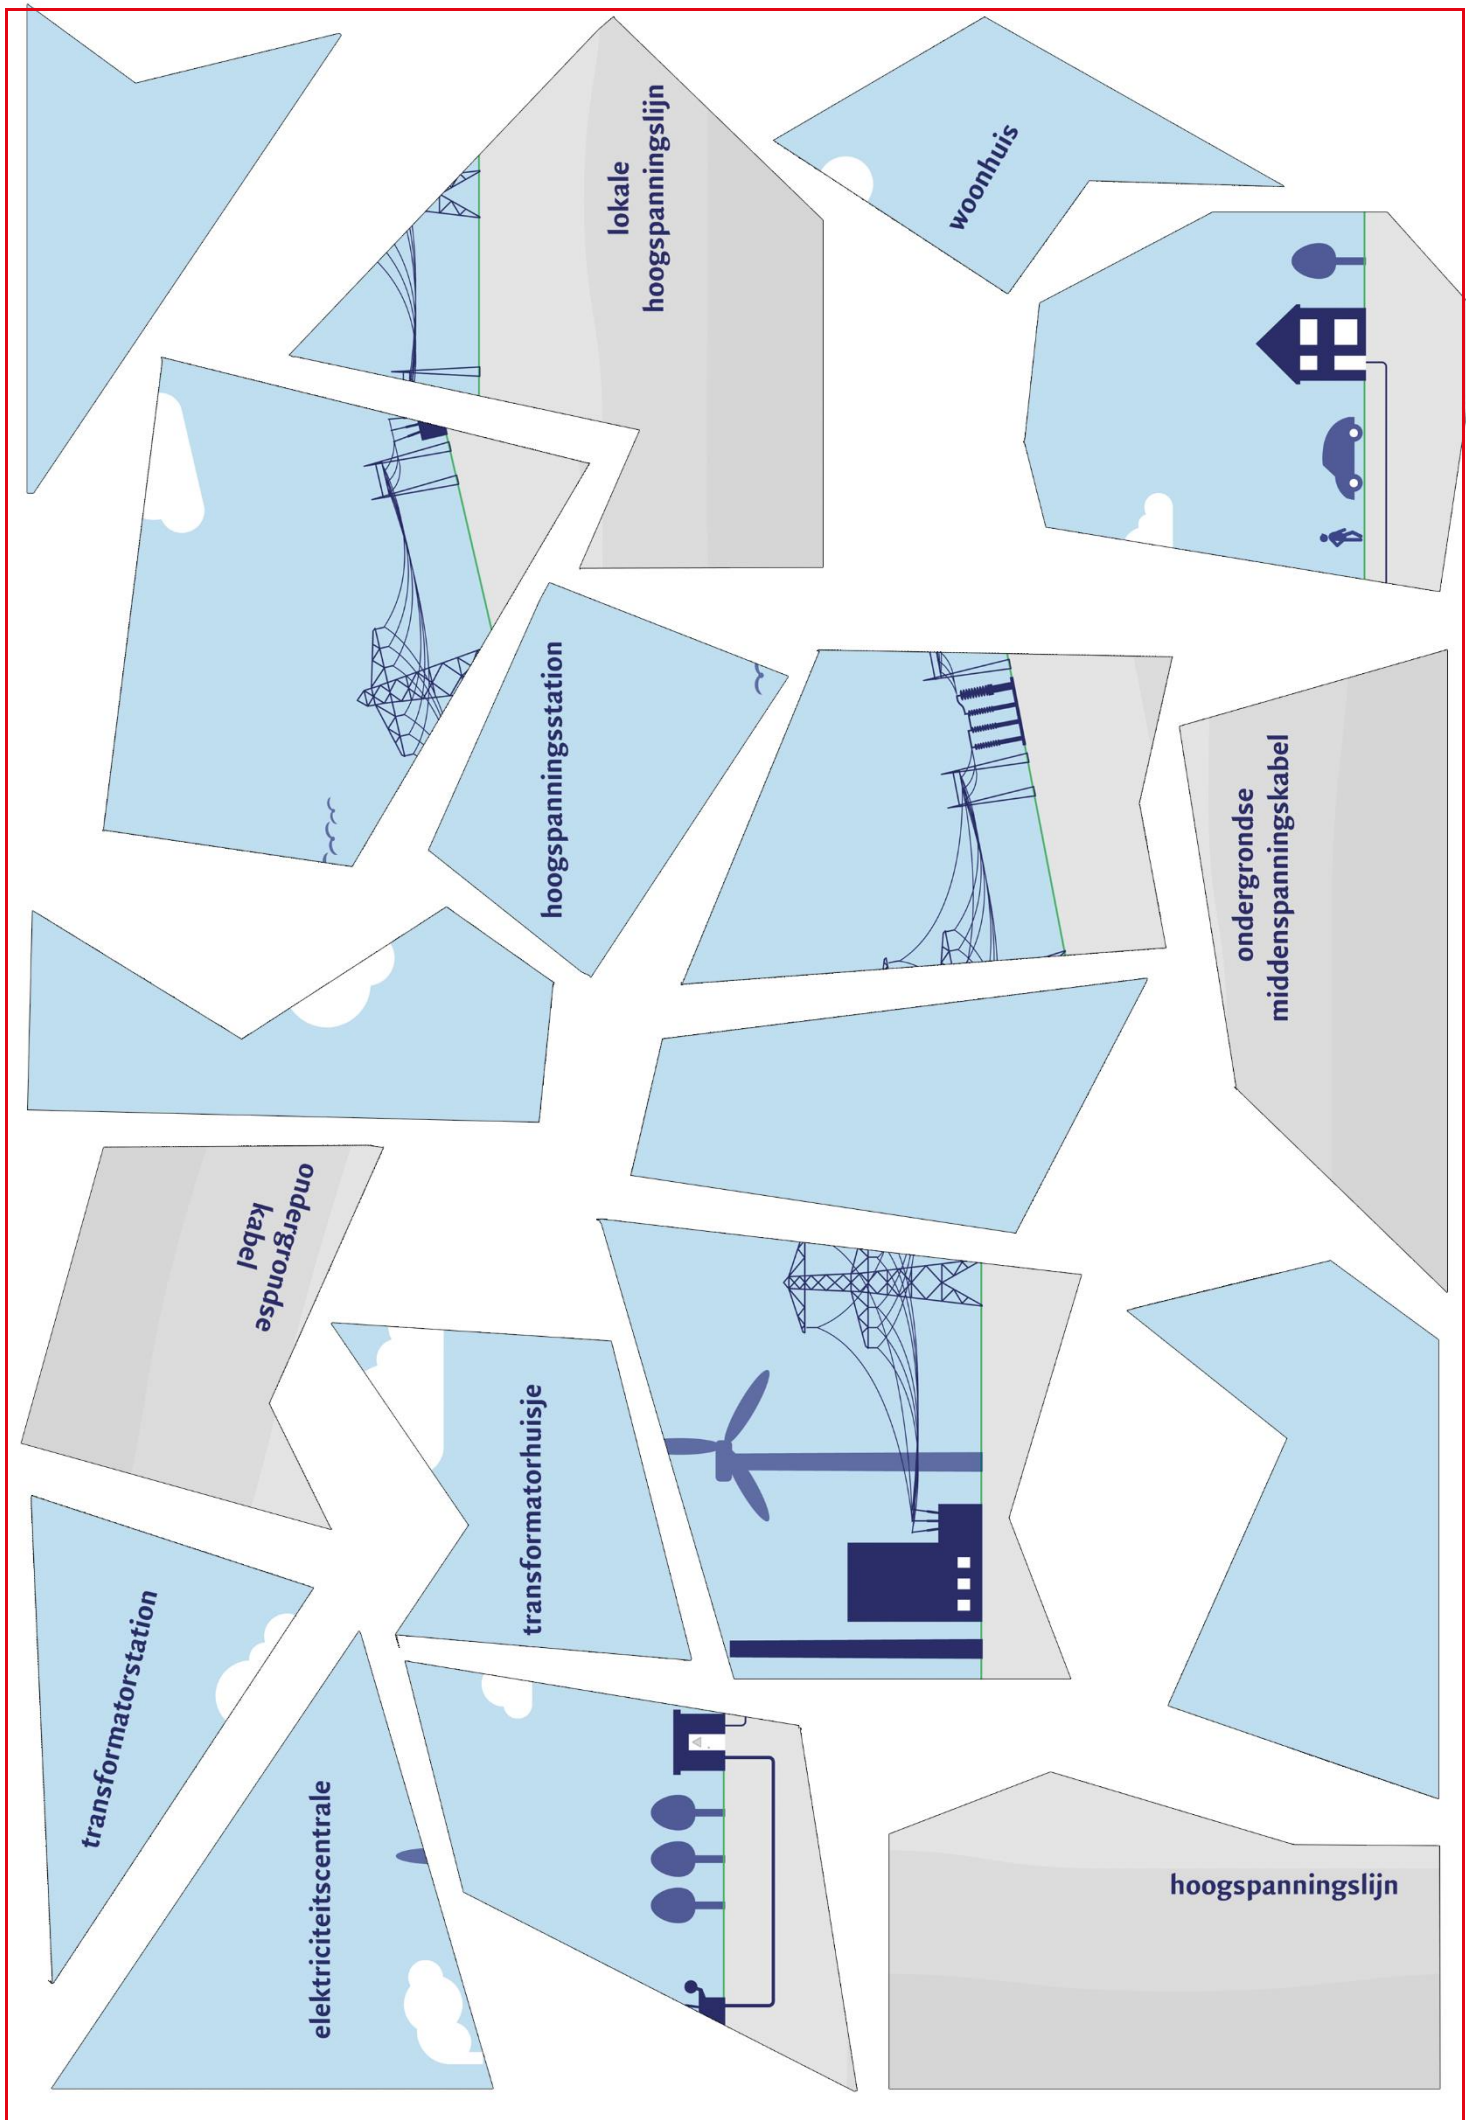 lokale
hoogspanningslijn
woonhuis
hoogspanningsstation
ondergrondse
middenspanningskabel
ondergrondse
kabel
transformatorhuisje
transformatorstation
elektriciteitscentrale
hoogspanningslijn